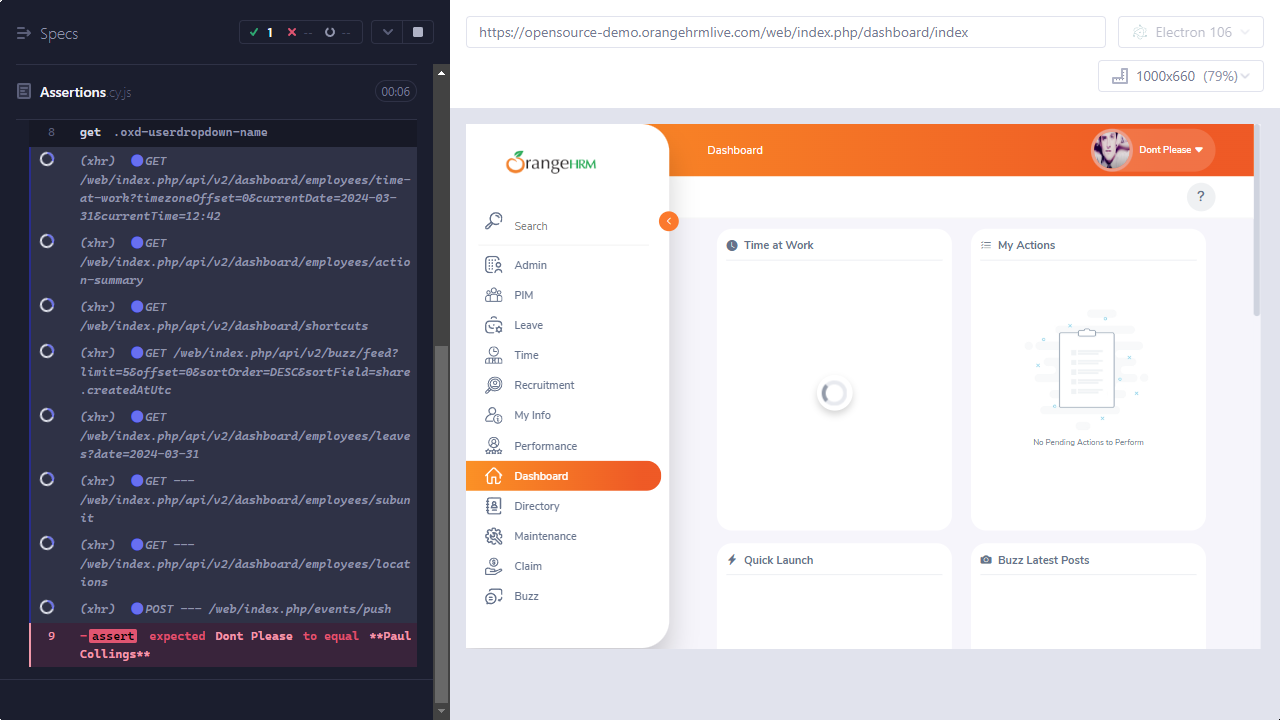 Specs
1
--
--
Assertions.cy.js
00:06
8 get .oxd-userdropdown-name
(xhr) GET
/web/index.php/api/v2/dashboard/employees/time-
at-work?timezoneOffset=0&currentDate=2024-03-
31&currentTime=12:42
(xhr) GET
/web/index.php/api/v2/dashboard/employees/actio
n-summary
(xhr) GET
/web/index.php/api/v2/dashboard/shortcuts
(xhr) GET /web/index.php/api/v2/buzz/feed?
limit=5&offset=0&sortOrder=DESC&sortField=share
.createdAtUtc
(xhr) GET
/web/index.php/api/v2/dashboard/employees/leave
s?date=2024-03-31
(xhr) GET ---
/web/index.php/api/v2/dashboard/employees/subun
it
(xhr) GET ---
/web/index.php/api/v2/dashboard/employees/locat
ions
(xhr) POST --- /web/index.php/events/push
9 -assert expected Dont Please to equal **Paul
Collings**
https://opensource-demo.orangehrmlive.com/web/index.php/dashboard/index
Electron 106
1000x660 (79%)
OrangeHRM
Search
Admin
PIM
Leave
Time
Recruitment
My Info
Performance
Dashboard
Directory
Maintenance
Claim
Buzz
Dashboard
Dont Please
?
Time at Work
My Actions
No Pending Actions to Perform
Quick Launch
Buzz Latest Posts